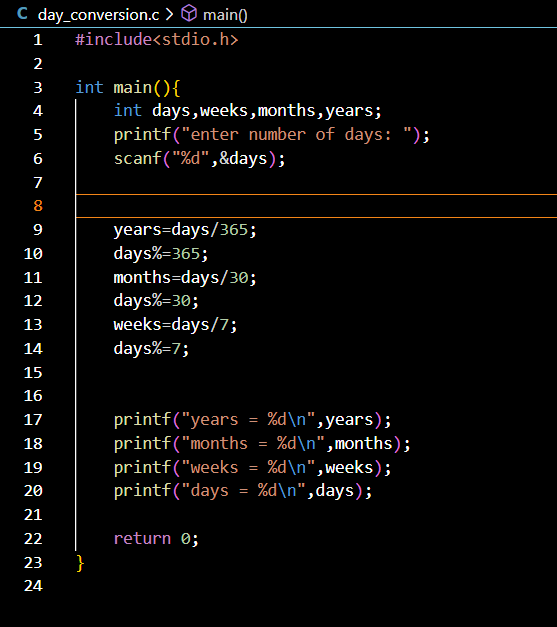 C day_conversion.c > main()
1 #include<stdio.h>
2
3 int main(){
4     int days,weeks,months,years;
5     printf("enter number of days: ");
6     scanf("%d",&days);
7
8
9     years=days/365;
10     days%=365;
11     months=days/30;
12     days%=30;
13     weeks=days/7;
14     days%=7;
15
16
17     printf("years = %d\n",years);
18     printf("months = %d\n",months);
19     printf("weeks = %d\n",weeks);
20     printf("days = %d\n",days);
21
22     return 0;
23 }
24